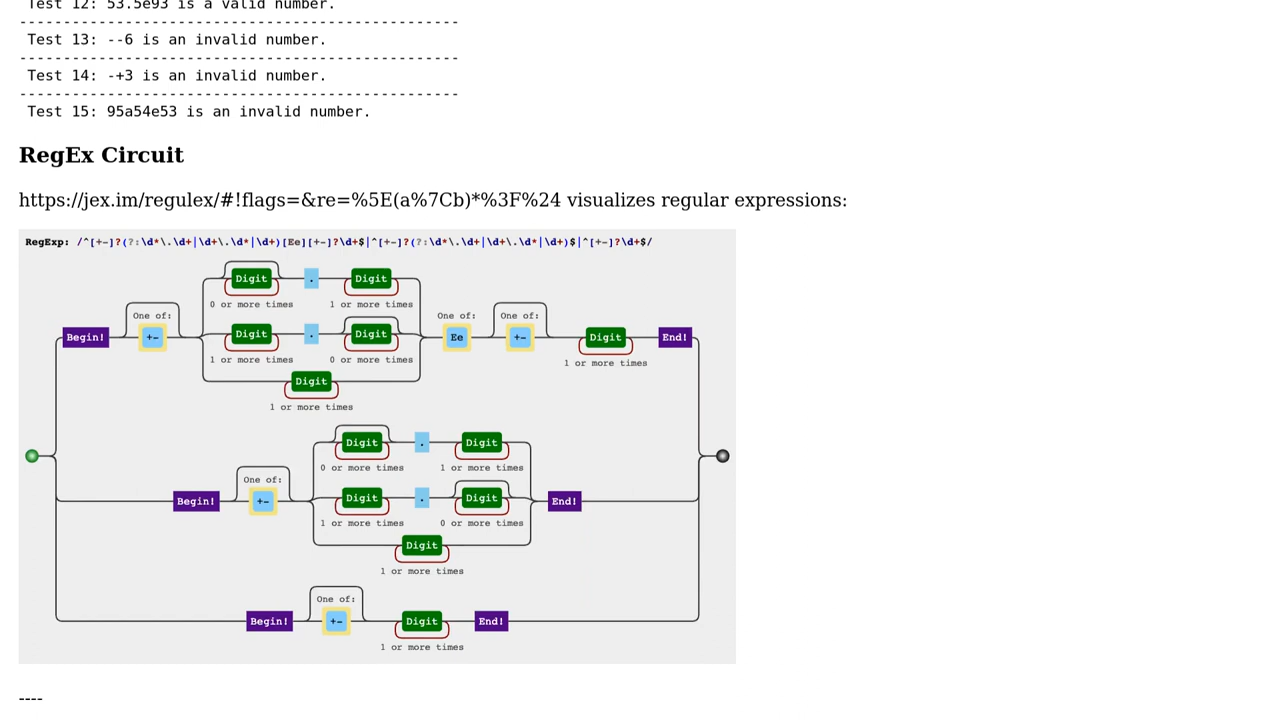 Test 12: 53.5e93 is a valid number.
--------------------------------------------------
Test 13: --6 is an invalid number.
--------------------------------------------------
Test 14: -+3 is an invalid number.
--------------------------------------------------
Test 15: 95a54e53 is an invalid number.
RegEx Circuit
https://jex.im/regulex/#!flags=&re=%5E(a%7Cb)*%3F%24 visualizes regular expressions:
RegExp: /^[+-]?(?:\d*\.\d+|\d+\.\d*|\d+)[Ee][+-]?\d+$|^[+-]?(?:\d*\.\d+|\d+\.\d*|\d+)$|^[+-]?\d+$/
Digit . Digit
0 or more times 1 or more times
One of: One of: One of:
Begin! +- Digit . Digit Ee +- Digit End!
1 or more times 0 or more times 1 or more times
Digit
1 or more times
Digit . Digit
0 or more times 1 or more times
One of:
Begin! +- Digit . Digit End!
1 or more times 0 or more times
Digit
1 or more times
One of:
Begin! +- Digit End!
1 or more times
----